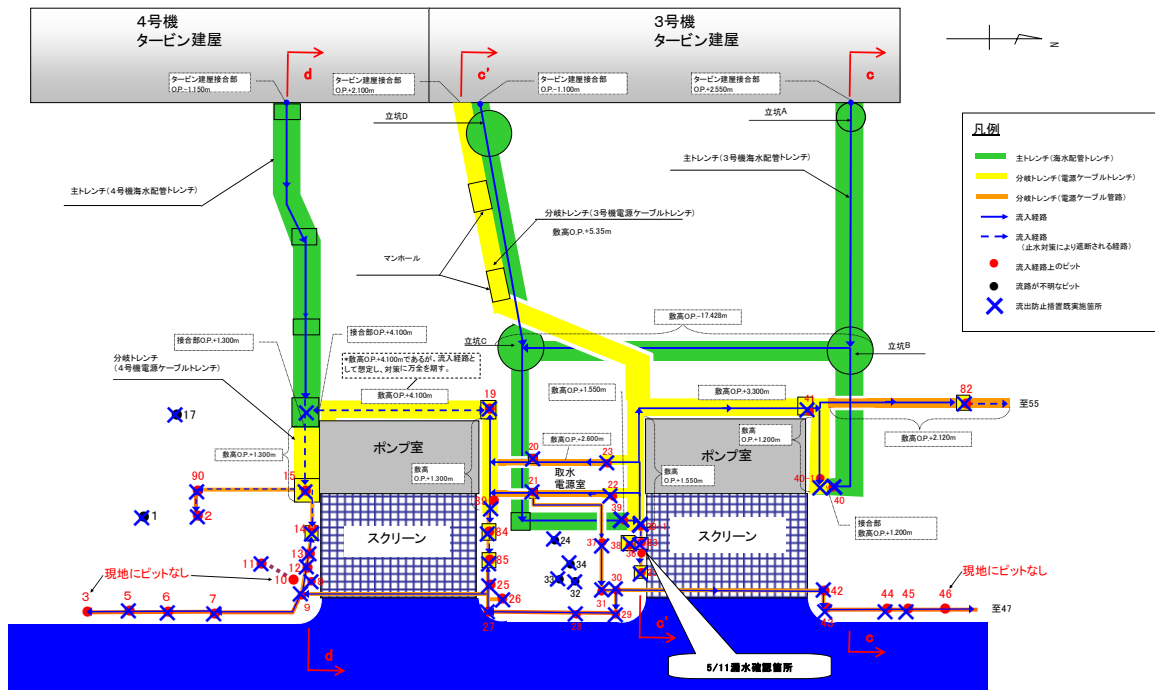 4号機
タービン建屋
3号機
タービン建屋
N
d
c'
c
タービン建屋接合部
O.P.-1.150m
タービン建屋接合部
O.P.+2.100m
タービン建屋接合部
O.P.-1.100m
タービン建屋接合部
O.P.+2.550m
立坑D
立坑A
主トレンチ(4号機海水配管トレンチ)
主トレンチ(3号機海水配管トレンチ)
分岐トレンチ(3号機電源ケーブルトレンチ)
敷高O.P.+5.35m
マンホール
凡例
主トレンチ(海水配管トレンチ)
分岐トレンチ(電源ケーブルトレンチ)
分岐トレンチ(電源ケーブル管路)
流入経路
流入経路
(止水対策により遮断される経路)
流入経路上のピット
流路が不明なピット
流出防止措置既実施箇所
敷高O.P.-17.428m
接合部O.P.+4.100m
接合部O.P.+1.300m
立坑C
立坑B
分岐トレンチ
(4号機電源ケーブルトレンチ)
*敷高O.P.+4.100mであるが、流入経路と
して想定し、対策に万全を期す。
敷高O.P.+4.100m
敷高O.P.+1.550m
敷高O.P.+3.300m
17
19
41
82
至55
敷高O.P.+2.120m
敷高O.P.+1.300m
ポンプ室
敷高
O.P.+1.300m
敷高O.P.+2.600m
20
23
取水
電源室
敷高
O.P.+1.550m
ポンプ室
敷高
O.P.+1.200m
90
15
21
22
40-1
40
39
1
2
14
84
24
37
38
36
接合部
敷高O.P.+1.200m
スクリーン
スクリーン
13
11
12
10
8
9
85
34
33
32
25
26
30
31
現地にピットなし
現地にピットなし
3
5
6
7
27
28
29
42
43
44
45
46
至47
5/11漏水確認箇所
d
c'
c